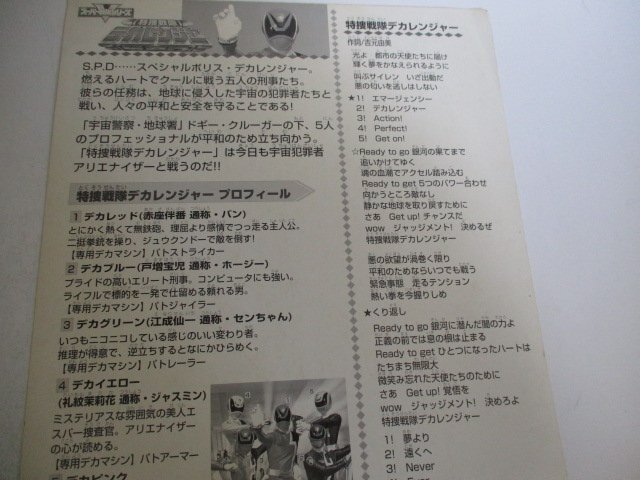 スーパー戦隊シリーズ
特捜戦隊
デカレンジャー
S.P.D……スペシャルポリス・デカレンジャー。
燃えるハートでクールに戦う五人の刑事たち。
彼らの任務は、地球に侵入した宇宙の犯罪者たちと
戦い、人々の平和と安全を守ることである!
「宇宙警察・地球署」ドギー・クルーガーの下、5人
のプロフェッショナルが平和のため立ち向かう。
「特捜戦隊デカレンジャー」は今日も宇宙犯罪者
アリエナイザーと戦うのだ!!
特捜戦隊デカレンジャー プロフィール
1 デカレッド(赤座伴番 通称・バン)
とにかく熱くて無鉄砲、理屈より感情でつっ走る主人公。
二挺拳銃を操り、ジュウクンドーで敵を倒す!
【専用デカマシン】パトストライカー
2 デカブルー(戸増宝児 通称・ホージー)
プライドの高いエリート刑事。コンピュータにも強い。
ライフルで標的を一発で仕留める頼れる男。
【専用デカマシン】パトジャイラー
3 デカグリーン(江成仙一 通称・センちゃん)
いつもニコニコしている感じのいい変わり者。
推理が得意で、逆立ちするとなにかひらめく。
【専用デカマシン】パトレーラー
4 デカイエロー
(礼紋茉莉花 通称・ジャスミン)
ミステリアスな雰囲気の美人エ
スパー捜査官。アリエナイザー
の心が読める。
【専用デカマシン】パトアーマー
5 デカピンク
特捜戦隊デカレンジャー
作詞/吉元由美
光よ 都市の天使たちに届け
輝く夢をかなえられるように
叫ぶサイレン いざ出動だ
悪の匂いを逃しはしない
★1! エマージェンシー
2! デカレンジャー
3! Action!
4! Perfect!
5! Get on!
☆Ready to go 銀河の果てまで
追いかけてゆく
魂の血潮でアクセル踏み込む
Ready to get 5つのパワー合わせ
向かうところ敵なし
静かな地球を取り戻すために
さあ Get up! チャンスだ
wow ジャッジメント! 決めるぜ
特捜戦隊デカレンジャー
悪の欲望が渦巻く限り
平和のためならいつでも戦う
緊急事態 走るテンション
熱い拳を今握りしめ
★くり返し
Ready to go 銀河に潜んだ闇の力よ
正義の前では息の根は止まる
Ready to get ひとつになったハートは
たちまち無限大
微笑み忘れた天使たちのために
さあ Get up! 覚悟を
wow ジャッジメント! 決めろよ
特捜戦隊デカレンジャー
1! 夢より
2! 遠くへ
3! Never